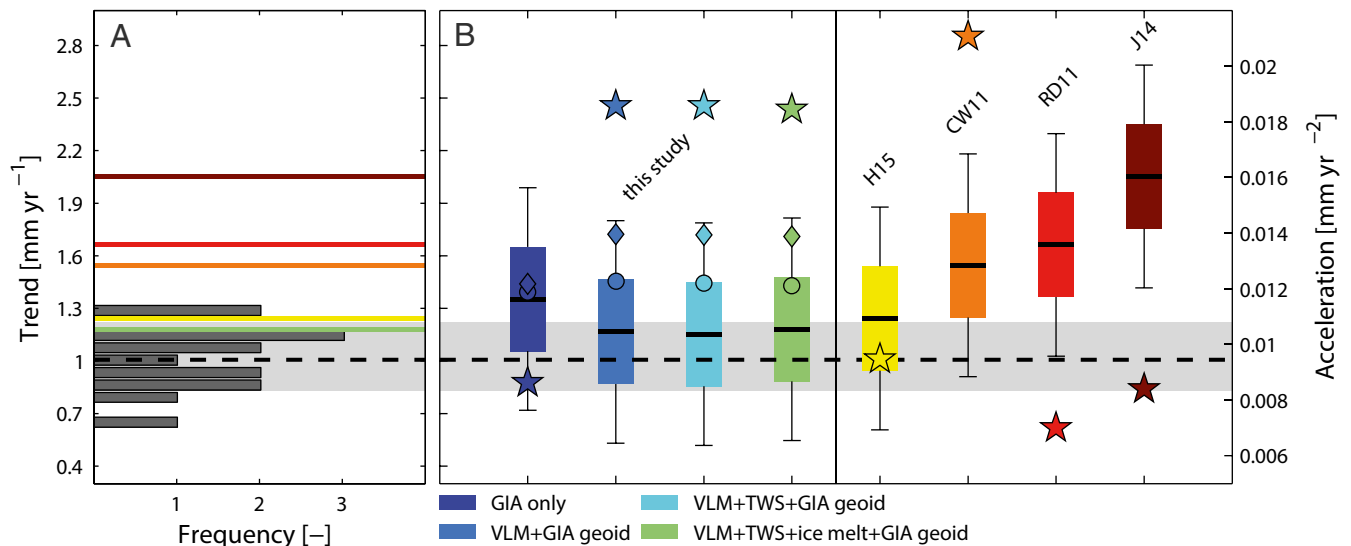 A
B
2.8
2.5
2.2
1.9
1.6
1.3
1
0.7
0.4
Trend [mm yr −1]
1
2
3
Frequency [–]
this study
H15
CW11
RD11
J14
0.02
0.018
0.016
0.014
0.012
0.01
0.008
0.006
Acceleration [mm yr −2]
GIA only
VLM+TWS+GIA geoid
VLM+GIA geoid
VLM+TWS+ice melt+GIA geoid